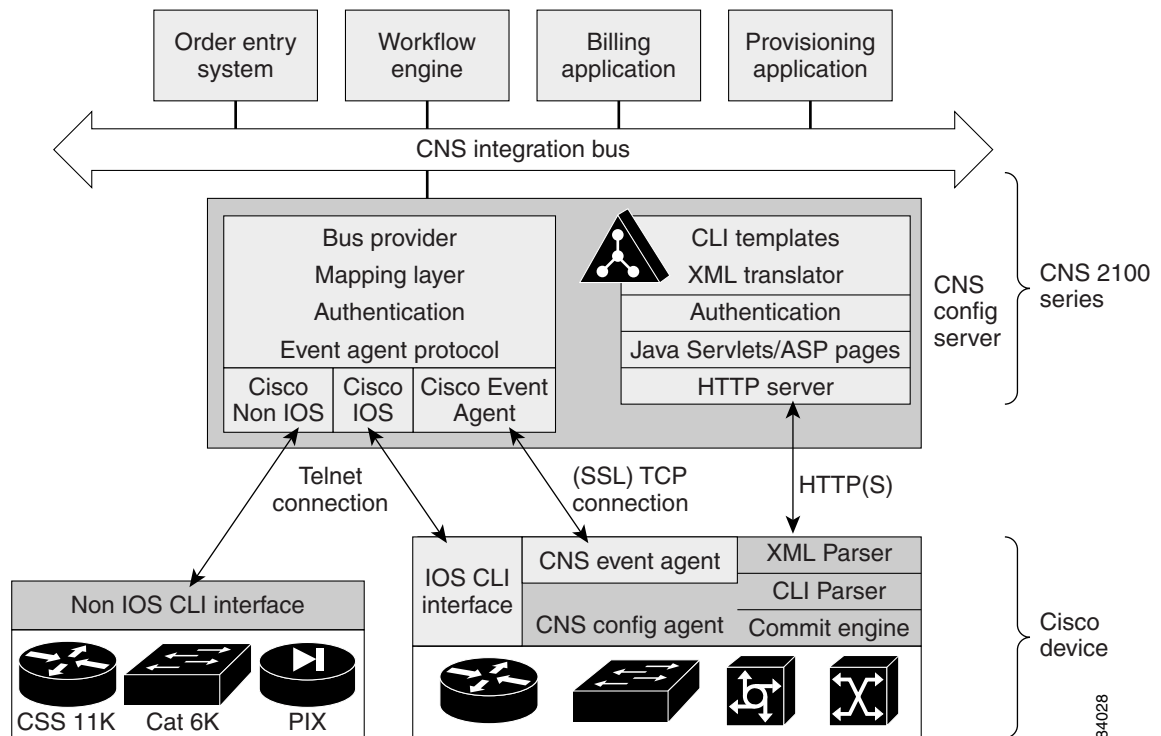 Order entry
system
Workflow
engine
Billing
application
Provisioning
application
CNS integration bus
Bus provider
Mapping layer
Authentication
Event agent protocol
Cisco
Non IOS
Cisco
IOS
Cisco Event
Agent
CLI templates
XML translator
Authentication
Java Servlets/ASP pages
HTTP server
CNS
config
server
CNS 2100
series
Telnet
connection
(SSL) TCP
connection
HTTP(S)
Non IOS CLI interface
CSS 11K
Cat 6K
PIX
IOS CLI
interface
CNS event agent
CNS config agent
XML Parser
CLI Parser
Commit engine
Cisco
device